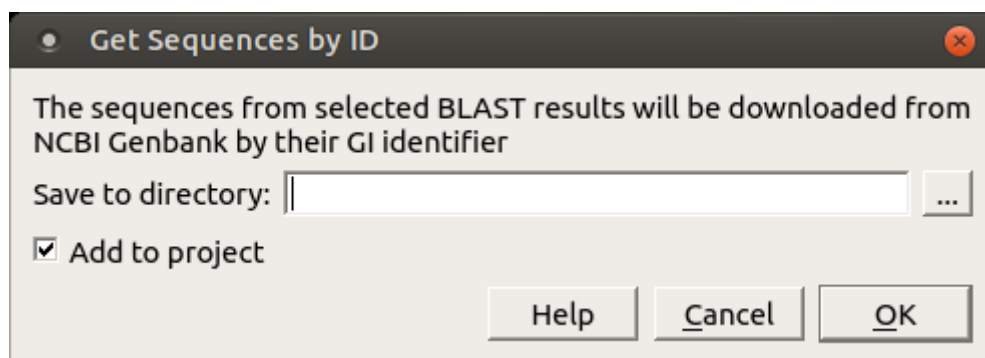 Get Sequences by ID
The sequences from selected BLAST results will be downloaded from
NCBI Genbank by their GI identifier
Save to directory:
...
Add to project
Help
Cancel
OK